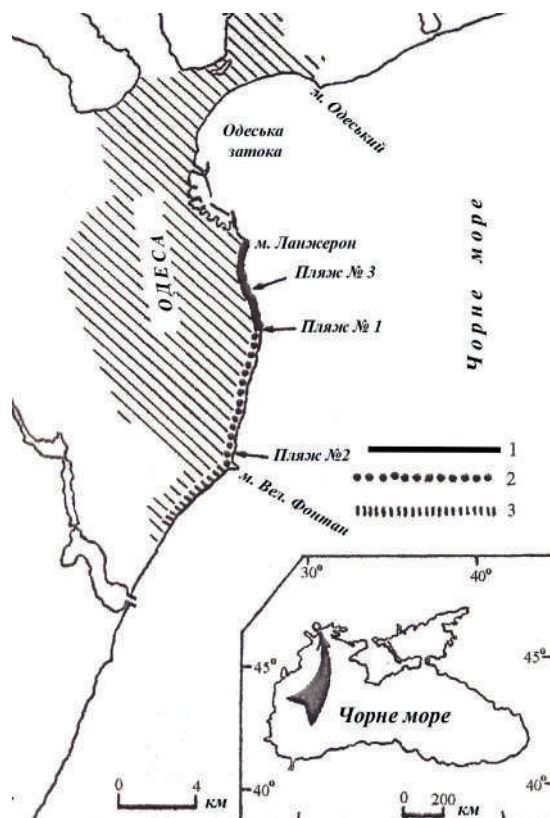 м. Одеський
Одеська
затока
м. Ланжерон
Пляж № 3
ОДЕСА
Чорне море
Пляж № 1
Пляж №2
м. Вел. Фонтан
1
2
3
30°
40°
45°
45°
Чорне море
40°
40°
0
4
км
0
200
км